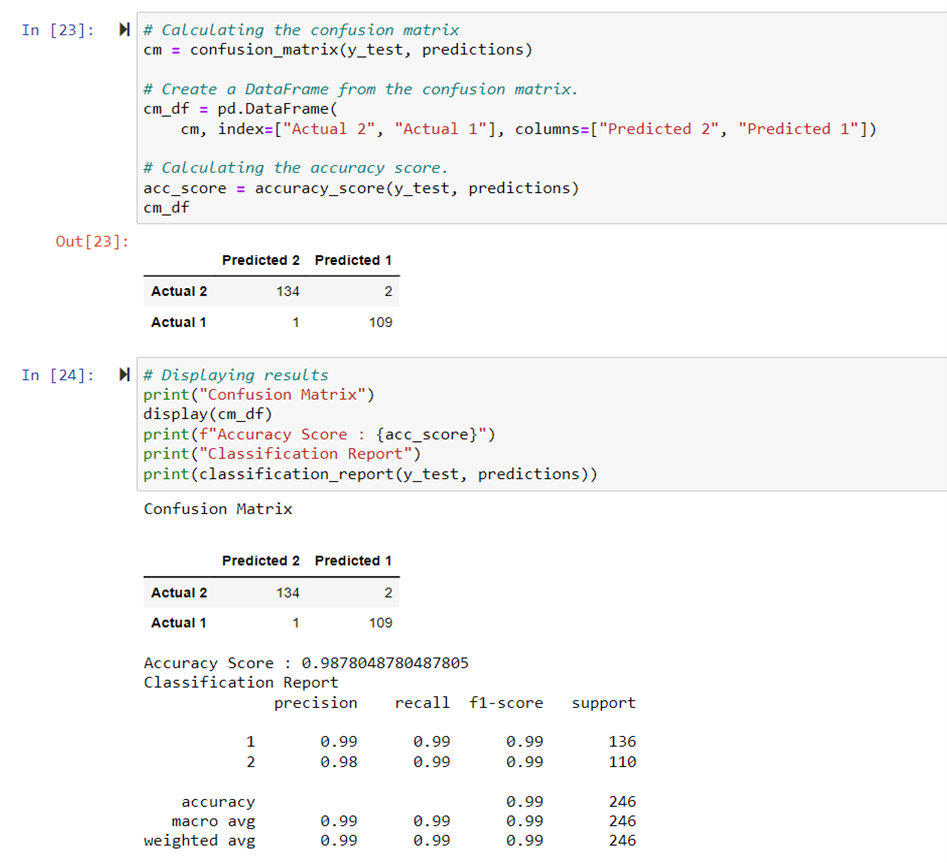 In [23]:
# Calculating the confusion matrix
cm = confusion_matrix(y_test, predictions)
# Create a DataFrame from the confusion matrix.
cm_df = pd.DataFrame(
    cm, index=["Actual 2", "Actual 1"], columns=["Predicted 2", "Predicted 1"])
# Calculating the accuracy score.
acc_score = accuracy_score(y_test, predictions)
cm_df
Out[23]:
Predicted 2 Predicted 1
Actual 2 134 2
Actual 1 1 109
In [24]:
# Displaying results
print("Confusion Matrix")
display(cm_df)
print(f"Accuracy Score : {acc_score}")
print("Classification Report")
print(classification_report(y_test, predictions))
Confusion Matrix
Predicted 2 Predicted 1
Actual 2 134 2
Actual 1 1 109
Accuracy Score : 0.9878048780487805
Classification Report
precision recall f1-score support
1 0.99 0.99 0.99 136
2 0.98 0.99 0.99 110
accuracy 0.99 246
macro avg 0.99 0.99 0.99 246
weighted avg 0.99 0.99 0.99 246